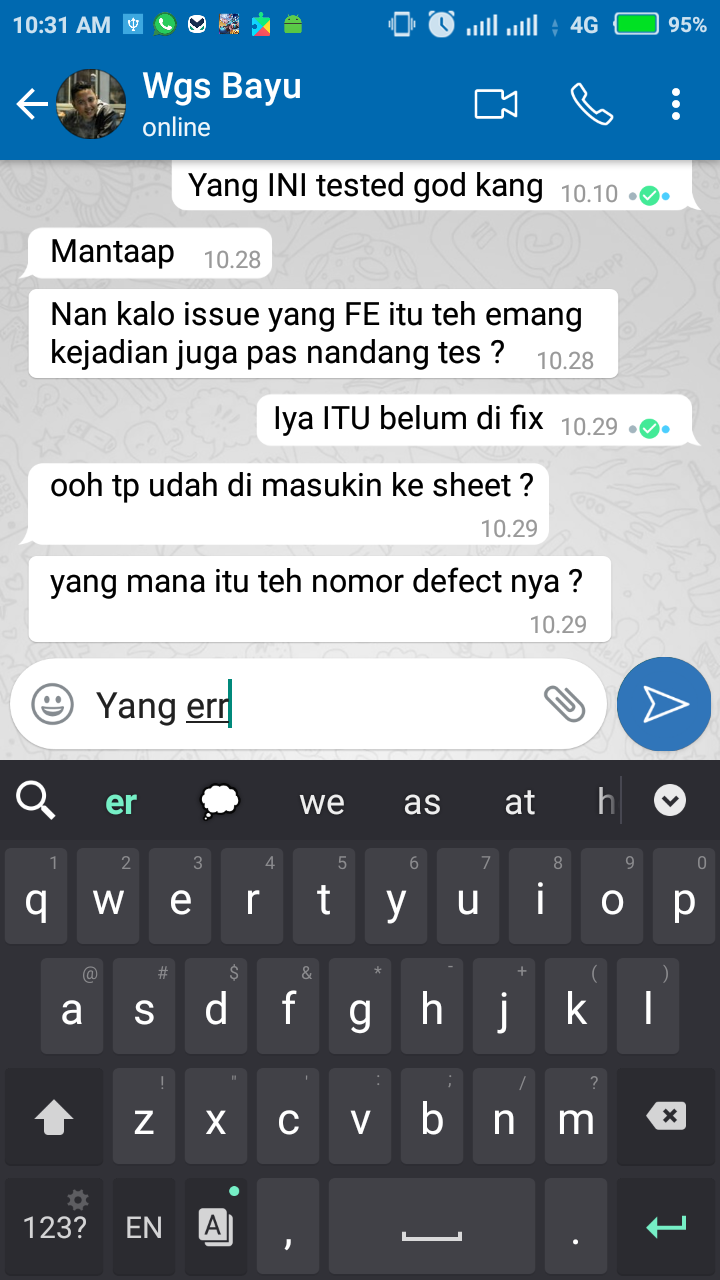 10:31 AM 4G 95%
Wgs Bayu
online
Yang INI tested god kang 10.10
Mantaap 10.28
Nan kalo issue yang FE itu teh emang
kejadian juga pas nandang tes ? 10.28
Iya ITU belum di fix 10.29
ooh tp udah di masukin ke sheet ?
10.29
yang mana itu teh nomor defect nya ?
10.29
Yang err
er we as at h
1 2 3 4 5 6 7 8 9 0
q w e r t y u i o p
@ # $ & * - + ( )
a s d f g h j k l
! " ' : ; / ?
z x c v b n m
123? EN A , .